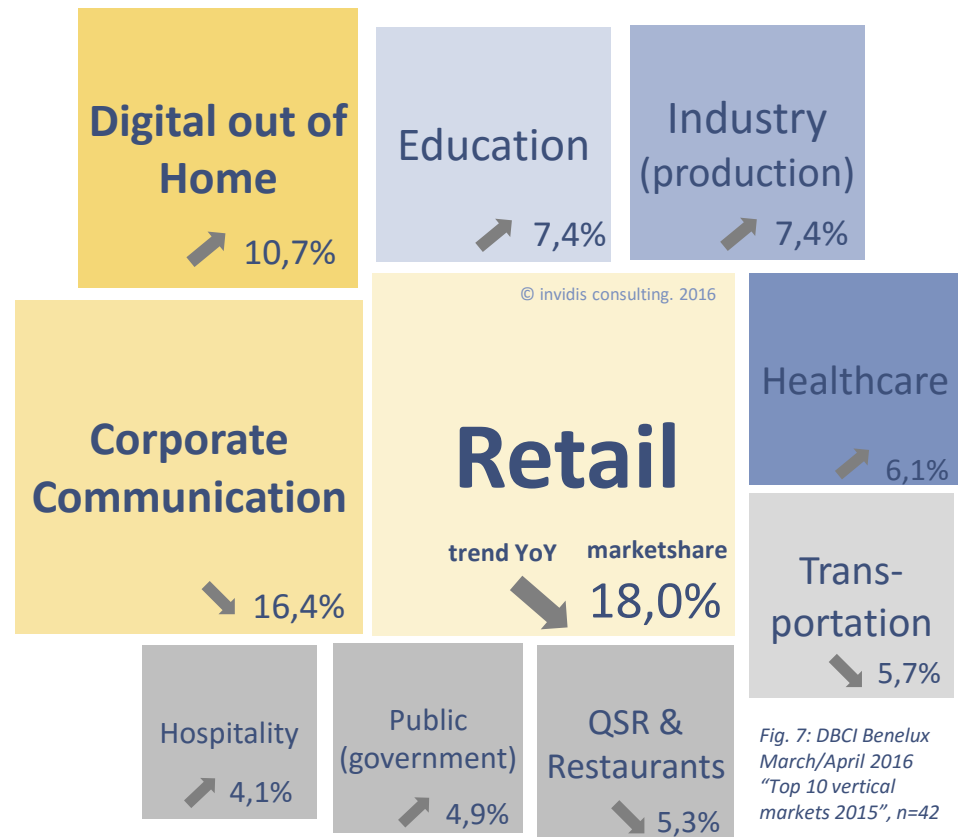 Digital out of
Home
10,7%
Education
7,4%
Industry
(production)
7,4%
Corporate
Communication
16,4%
© invidis consulting. 2016
Retail
trend YoY marketshare
18,0%
Healthcare
6,1%
Trans-
portation
5,7%
Hospitality
4,1%
Public
(government)
4,9%
QSR &
Restaurants
5,3%
Fig. 7: DBCI Benelux
March/April 2016
“Top 10 vertical
markets 2015”, n=42